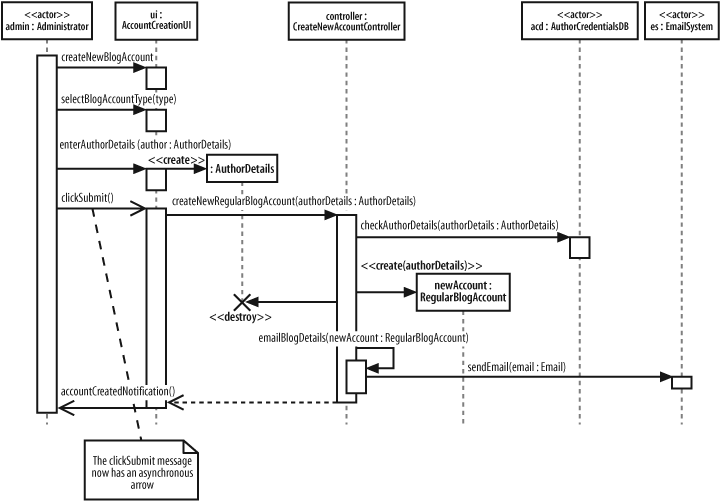 <<actor>>
admin : Administrator
ui :
AccountCreationUI
controller :
CreateNewAccountController
<<actor>>
acd : AuthorCredentialsDB
<<actor>>
es : EmailSystem
createNewBlogAccount
selectBlogAccountType(type)
enterAuthorDetails (author : AuthorDetails)
<<create>>
: AuthorDetails
clickSubmit()
createNewRegularBlogAccount(authorDetails : AuthorDetails)
checkAuthorDetails(authorDetails : AuthorDetails)
<<create(authorDetails)>>
newAccount :
RegularBlogAccount
<<destroy>>
emailBlogDetails(newAccount : RegularBlogAccount)
sendEmail(email : Email)
accountCreatedNotification()
The clickSubmit message
now has an asynchronous
arrow